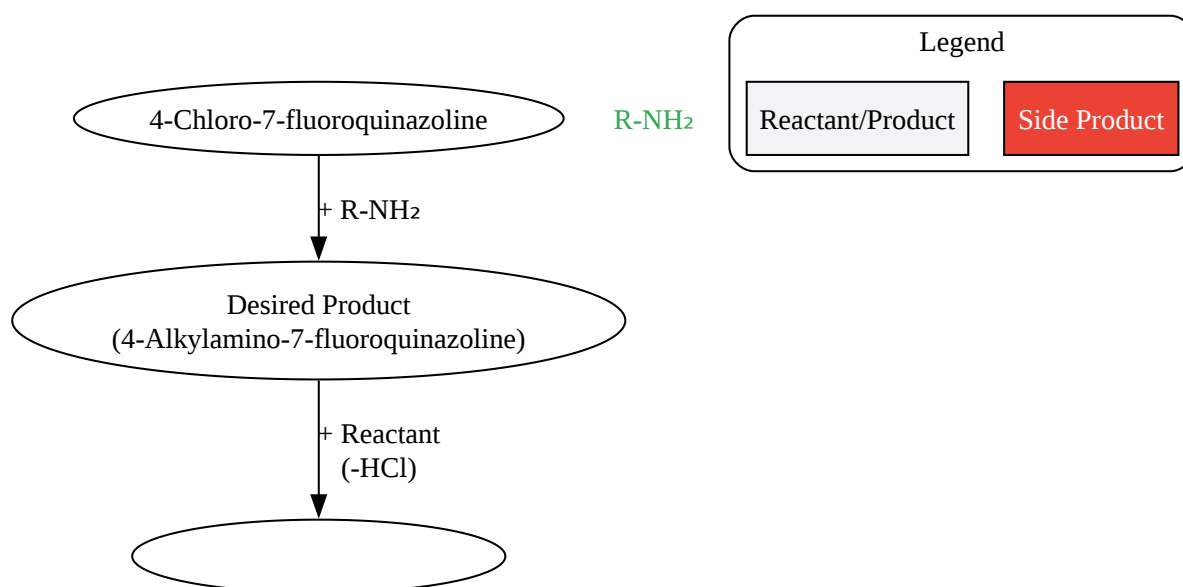 Legend
4-Chloro-7-fluoroquinazoline
R-NH₂
Reactant/Product
Side Product
+ R-NH₂
Desired Product
(4-Alkylamino-7-fluoroquinazoline)
+ Reactant
(-HCl)